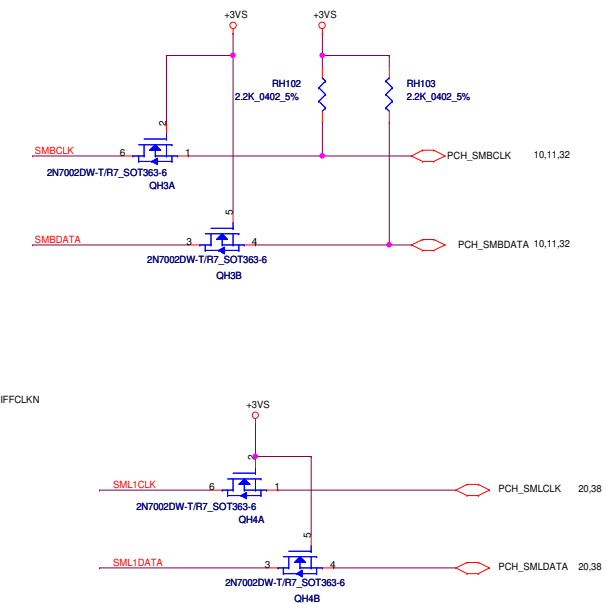 +3VS
+3VS
RH102
2.2K_0402_5%
RH103
2.2K_0402_5%
2
SMBCLK
6
1
PCH_SMBCLK
10,11,32
2N7002DW-T/R7_SOT363-6
QH3A
5
SMBDATA
3
4
PCH_SMBDATA
10,11,32
2N7002DW-T/R7_SOT363-6
QH3B
IFFCLKN
+3VS
2
SML1CLK
6
1
PCH_SMLCLK
20,38
2N7002DW-T/R7_SOT363-6
QH4A
5
SML1DATA
3
4
PCH_SMLDATA
20,38
2N7002DW-T/R7_SOT363-6
QH4B